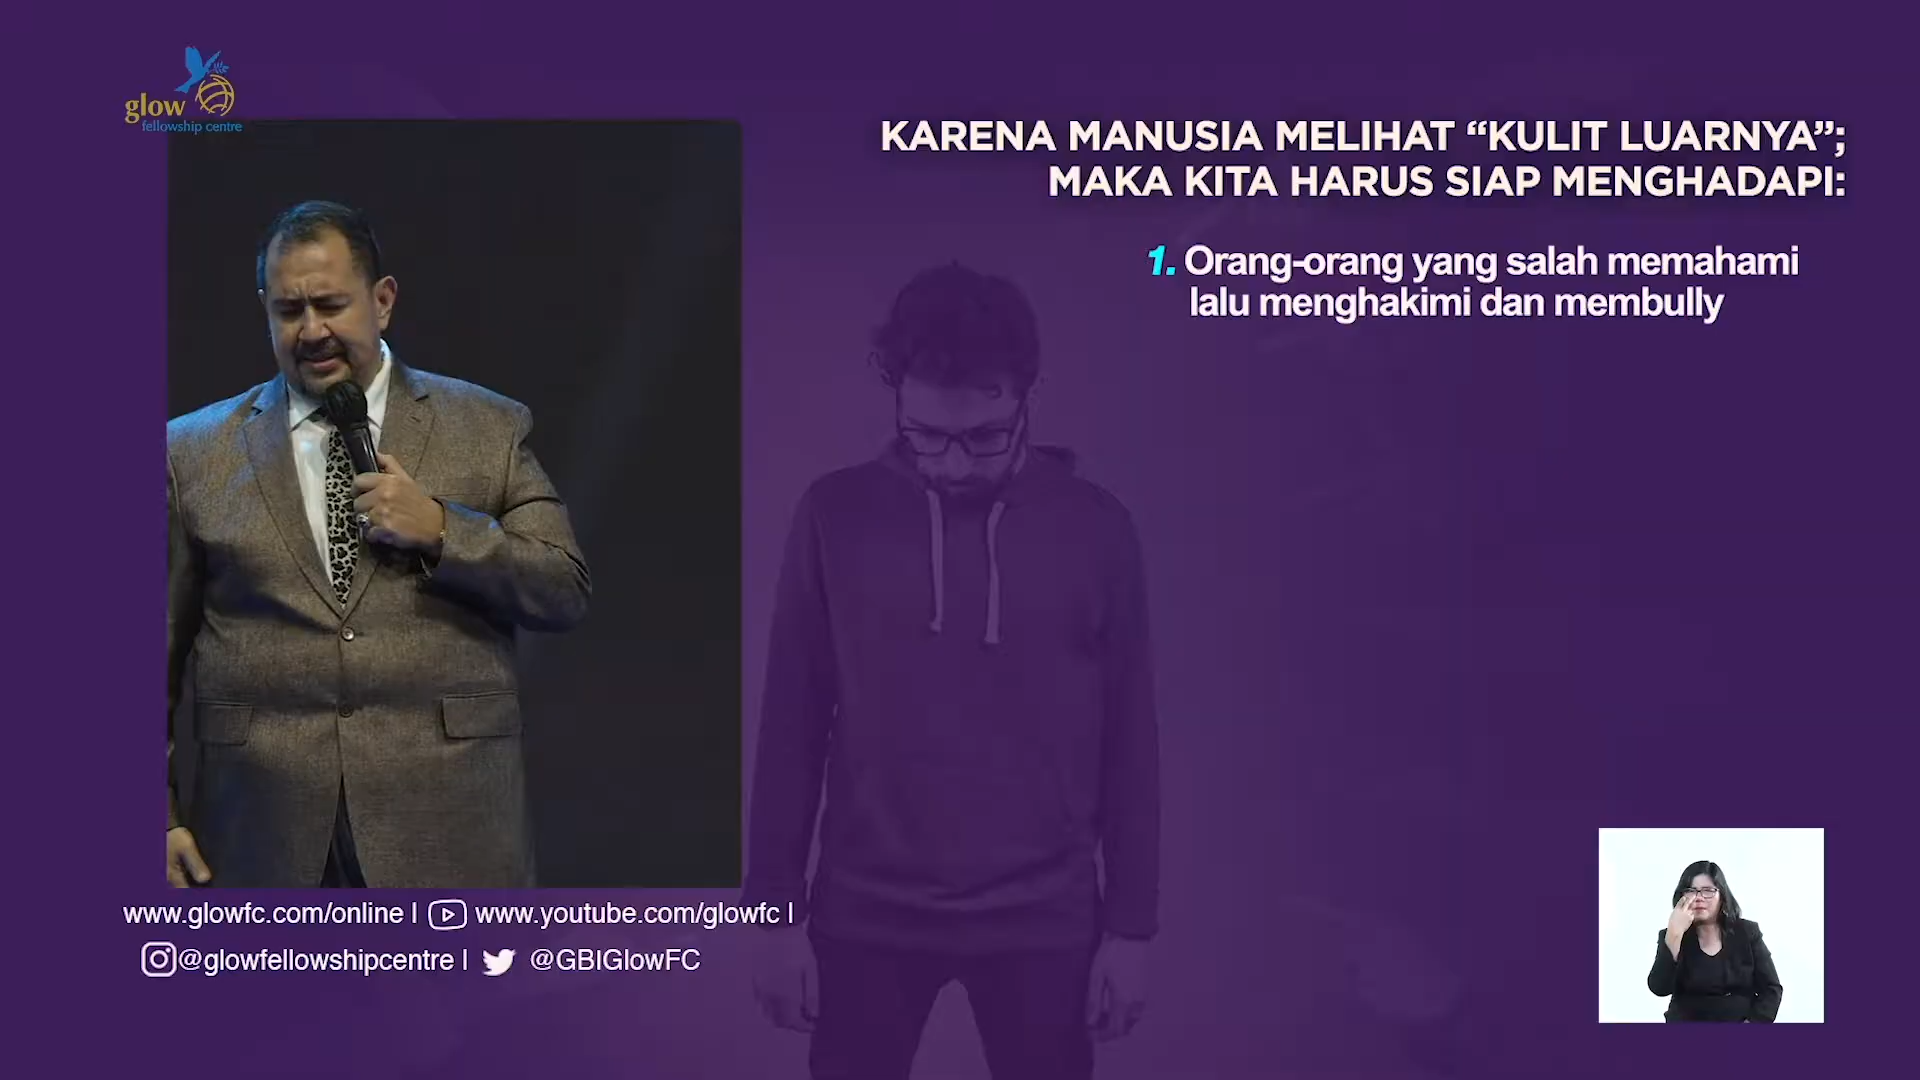 glow
fellowship centre
KARENA MANUSIA MELIHAT “KULIT LUARNYA”;
MAKA KITA HARUS SIAP MENGHADAPI:
1. Orang-orang yang salah memahami
lalu menghakimi dan membully
www.glowfc.com/online | www.youtube.com/glowfc |
@glowfellowshipcentre | @GBIGlowFC